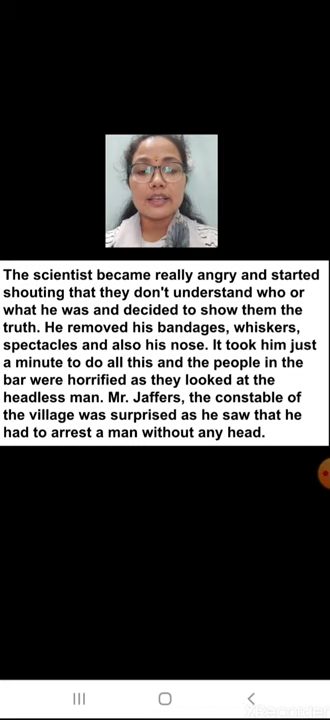 The scientist became really angry and started
shouting that they don't understand who or
what he was and decided to show them the
truth. He removed his bandages, whiskers,
spectacles and also his nose. It took him just
a minute to do all this and the people in the
bar were horrified as they looked at the
headless man. Mr. Jaffers, the constable of
the village was surprised as he saw that he
had to arrest a man without any head.